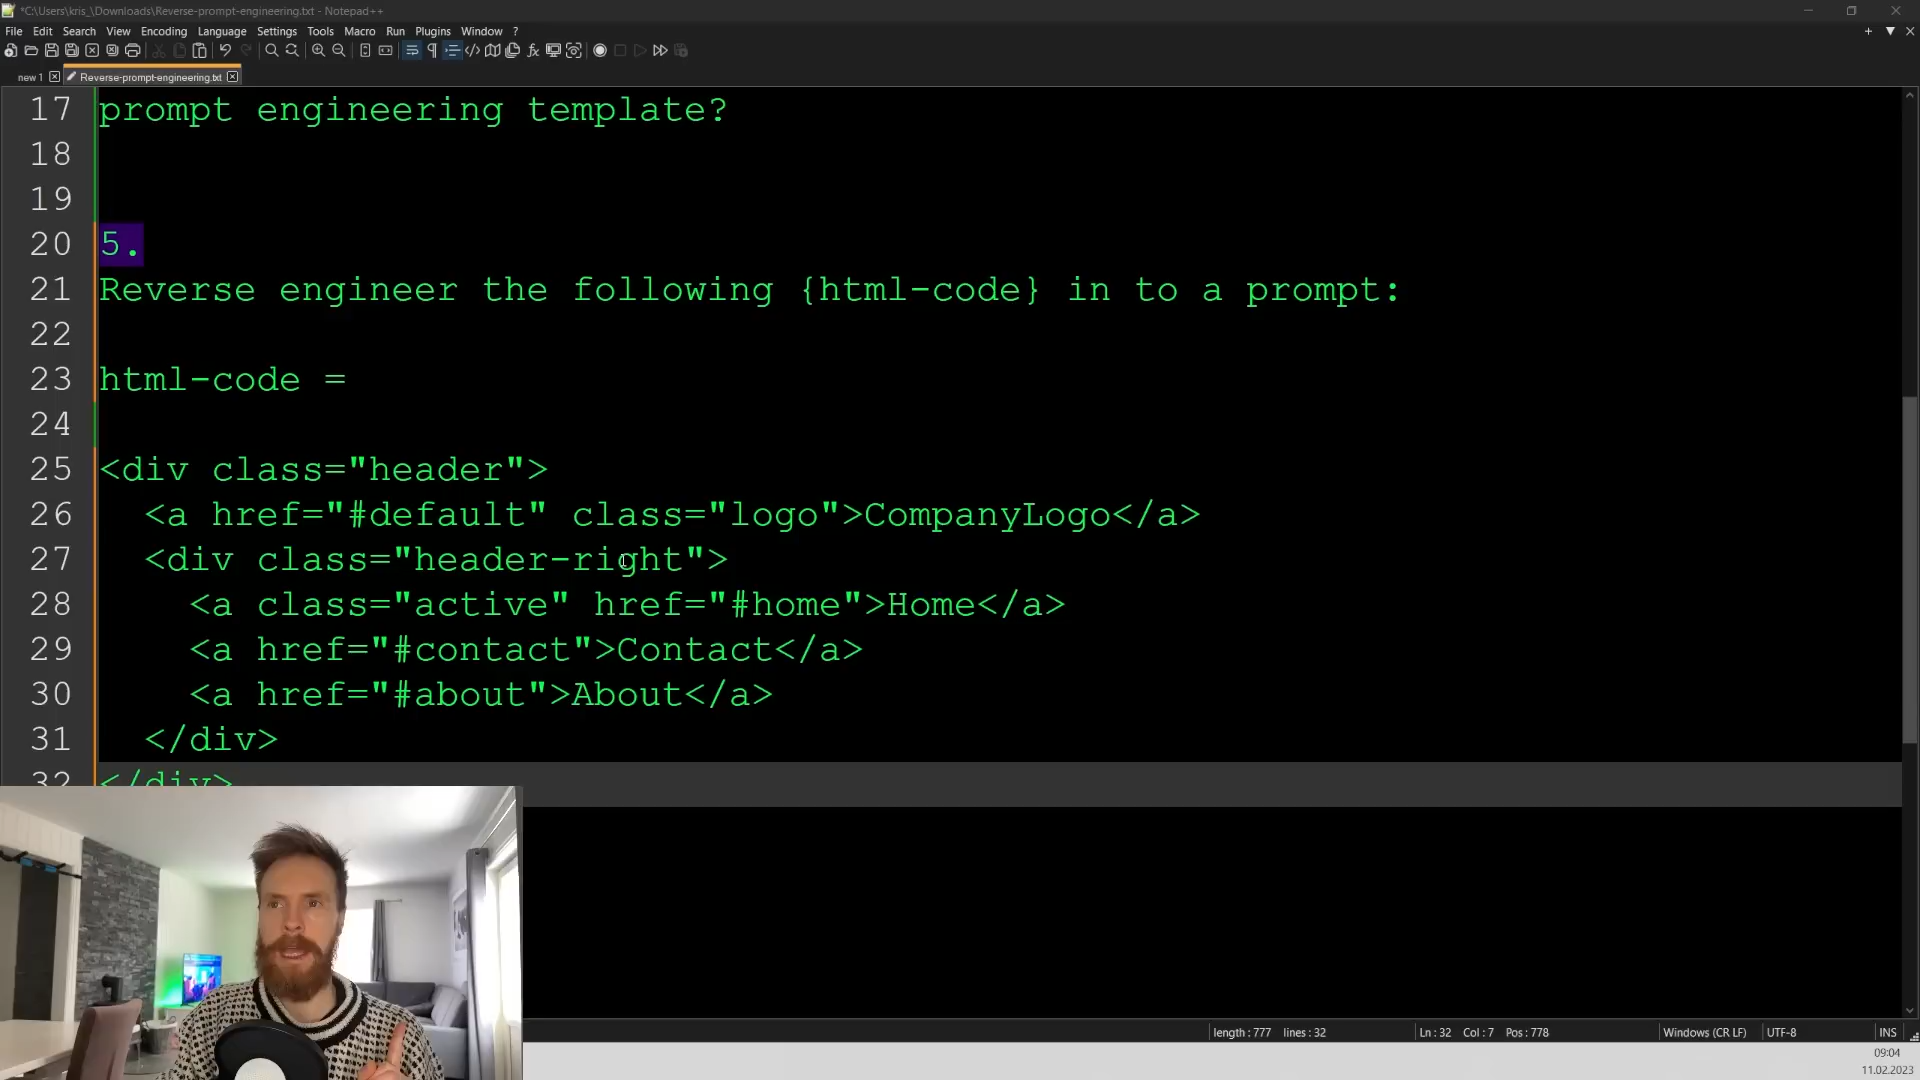 *C:\Users\kris_\Downloads\Reverse-prompt-engineering.txt - Notepad++
File Edit Search View Encoding Language Settings Tools Macro Run Plugins Window ?
new 1 Reverse-prompt-engineering.txt
17 prompt engineering template?
18
19
20 5.
21 Reverse engineer the following {html-code} in to a prompt:
22
23 html-code =
24
25 <div class="header">
26 <a href="#default" class="logo">CompanyLogo</a>
27 <div class="header-right">
28 <a class="active" href="#home">Home</a>
29 <a href="#contact">Contact</a>
30 <a href="#about">About</a>
31 </div>
32 </div>
length : 777 lines : 32 Ln : 32 Col : 7 Pos : 778 Windows (CR LF) UTF-8 INS
09:04
11.02.2023